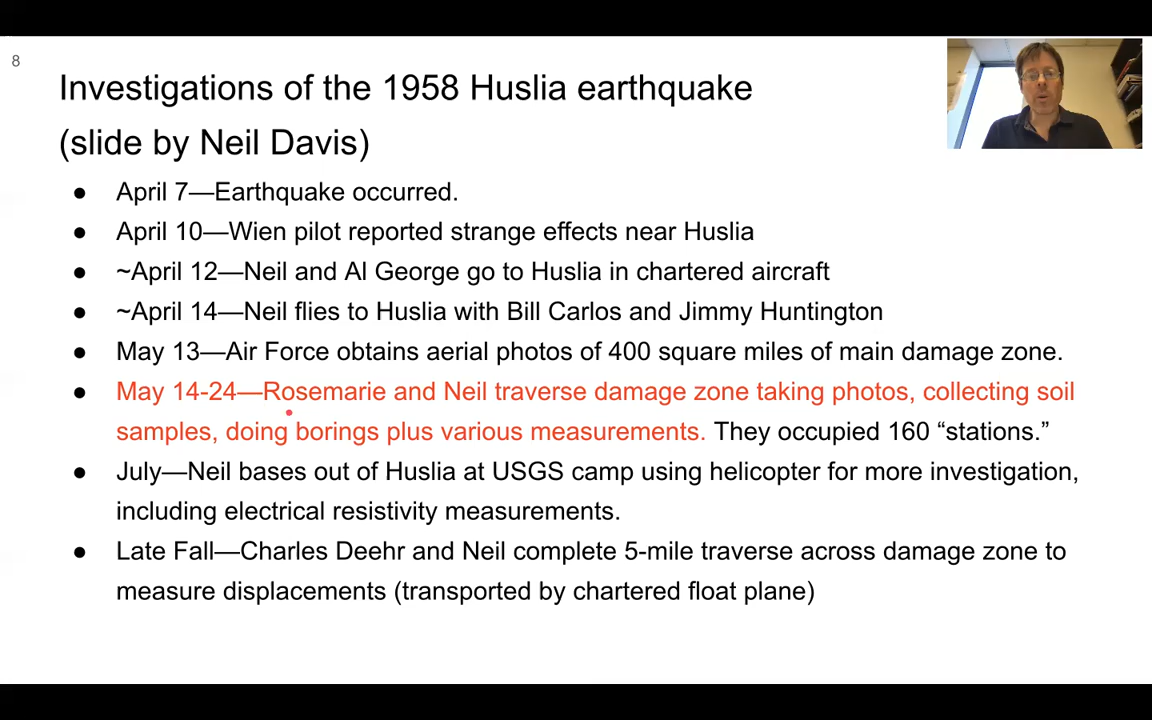 8
Investigations of the 1958 Huslia earthquake
(slide by Neil Davis)
● April 7—Earthquake occurred.
● April 10—Wien pilot reported strange effects near Huslia
● ~April 12—Neil and Al George go to Huslia in chartered aircraft
● ~April 14—Neil flies to Huslia with Bill Carlos and Jimmy Huntington
● May 13—Air Force obtains aerial photos of 400 square miles of main damage zone.
● May 14-24—Rosemarie and Neil traverse damage zone taking photos, collecting soil
samples, doing borings plus various measurements. They occupied 160 “stations.”
● July—Neil bases out of Huslia at USGS camp using helicopter for more investigation,
including electrical resistivity measurements.
● Late Fall—Charles Deehr and Neil complete 5-mile traverse across damage zone to
measure displacements (transported by chartered float plane)